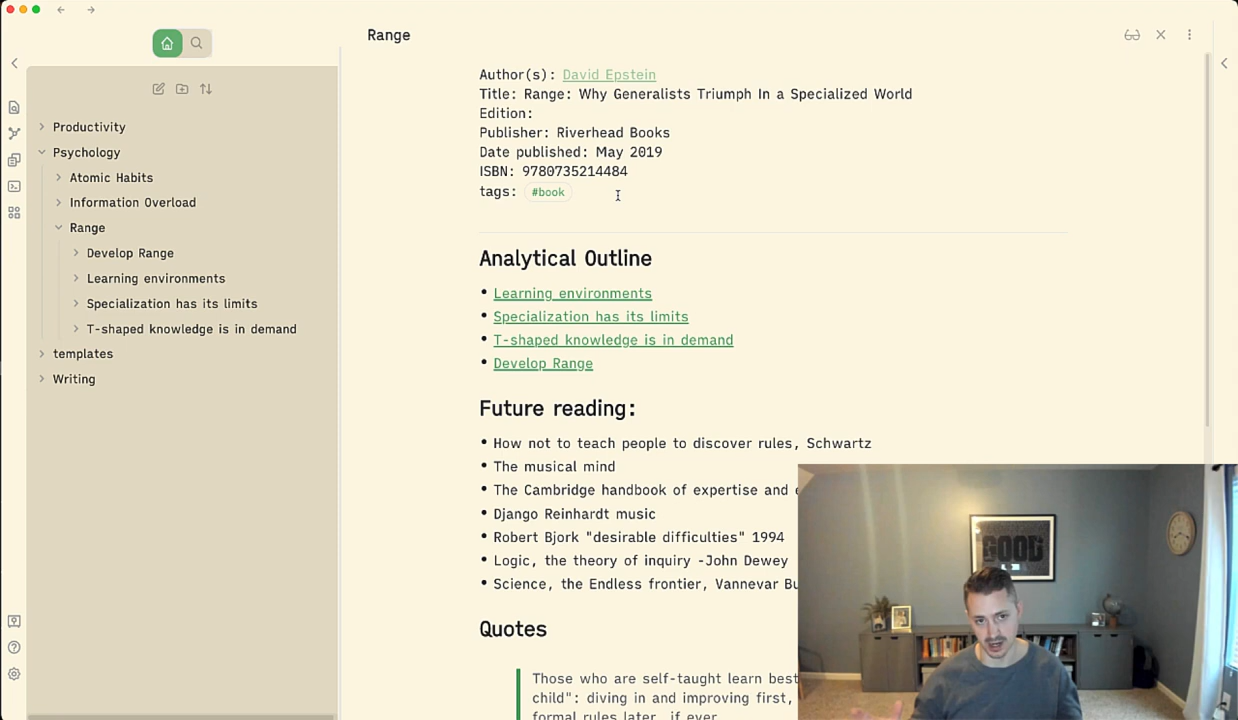 Range
Productivity
Psychology
Atomic Habits
Information Overload
Range
Develop Range
Learning environments
Specialization has its limits
T-shaped knowledge is in demand
templates
Writing
Author(s): David Epstein
Title: Range: Why Generalists Triumph In a Specialized World
Edition:
Publisher: Riverhead Books
Date published: May 2019
ISBN: 9780735214484
tags: #book
Analytical Outline
• Learning environments
• Specialization has its limits
• T-shaped knowledge is in demand
• Develop Range
Future reading:
• How not to teach people to discover rules, Schwartz
• The musical mind
• The Cambridge handbook of expertise and
• Django Reinhardt music
• Robert Bjork "desirable difficulties" 1994
• Logic, the theory of inquiry -John Dewey
• Science, the Endless frontier, Vannevar
Quotes
Those who are self-taught learn best
child": diving in and improving first,
formal rules later, if ever.
GOOD